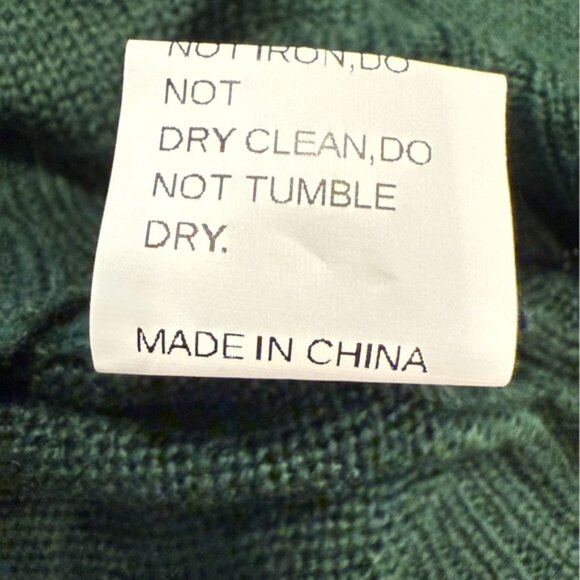 NOT IRON,DO
NOT
DRY CLEAN,DO
NOT TUMBLE
DRY.
MADE IN CHINA